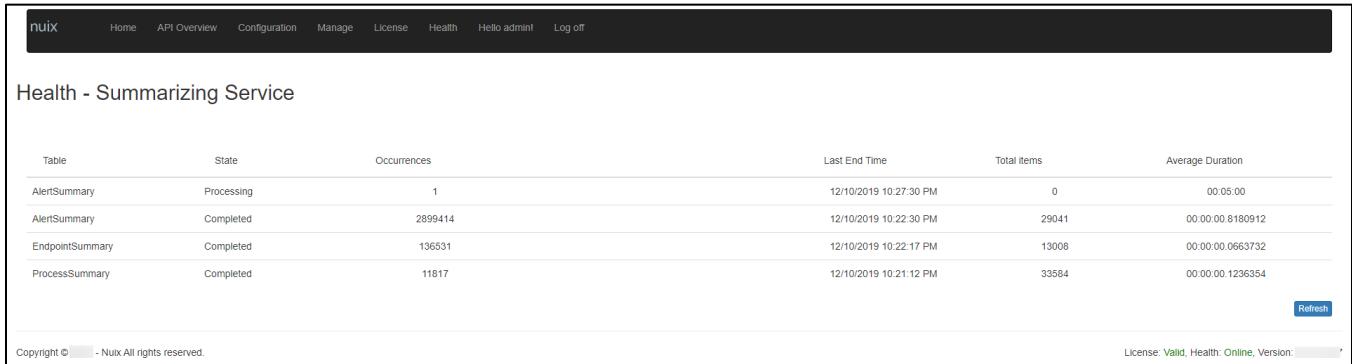 nuix Home API Overview Configuration Manage License Health Hello admin! Log off
Health - Summarizing Service
Table State Occurrences Last End Time Total items Average Duration
AlertSummary Processing 1 12/10/2019 10:27:30 PM 0 00:05:00
AlertSummary Completed 2899414 12/10/2019 10:22:30 PM 29041 00:00:00.8180912
EndpointSummary Completed 136531 12/10/2019 10:22:17 PM 13008 00:00:00.0663732
ProcessSummary Completed 11817 12/10/2019 10:21:12 PM 33584 00:00:00.1236354
Refresh
Copyright © - Nuix All rights reserved. License: Valid, Health: Online, Version: